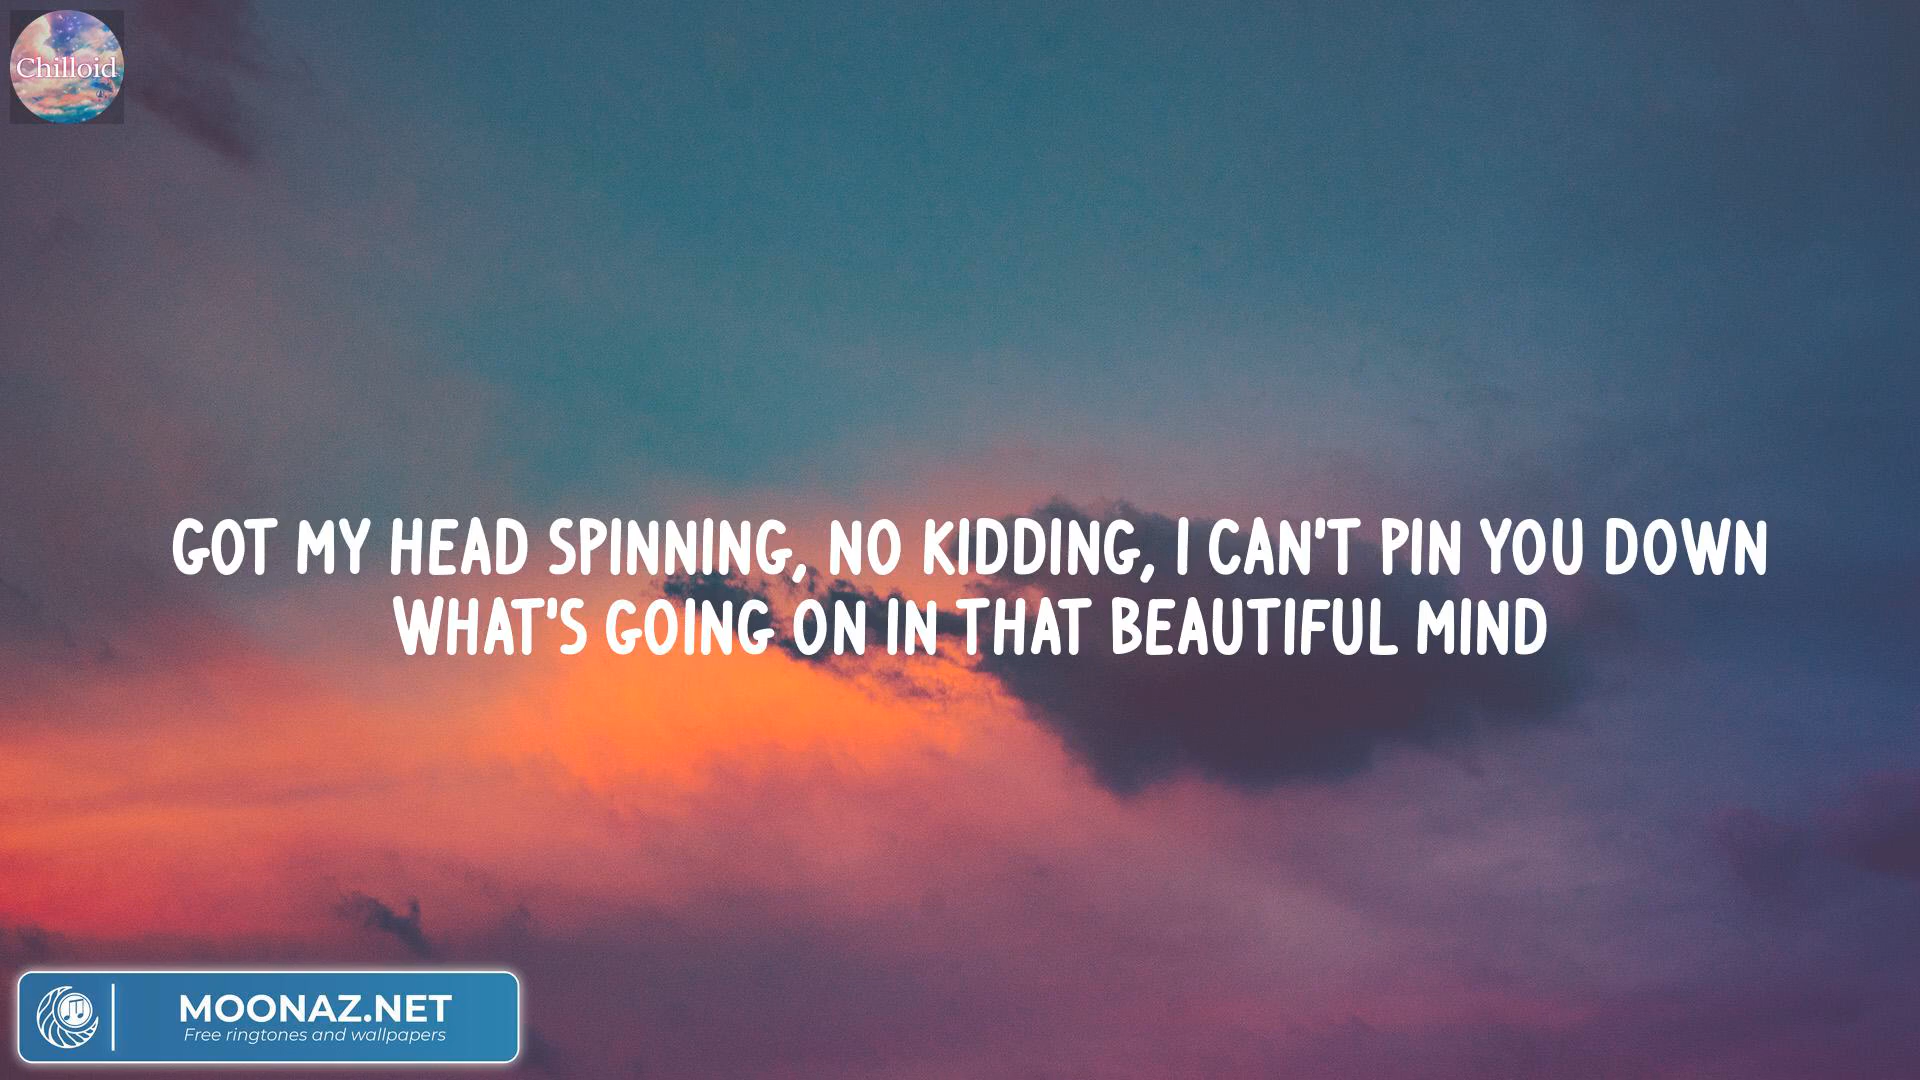 Chilloid
GOT MY HEAD SPINNING, NO KIDDING, I CAN'T PIN YOU DOWN
WHAT'S GOING ON IN THAT BEAUTIFUL MIND
MOONAZ.NET
Free ringtones and wallpapers